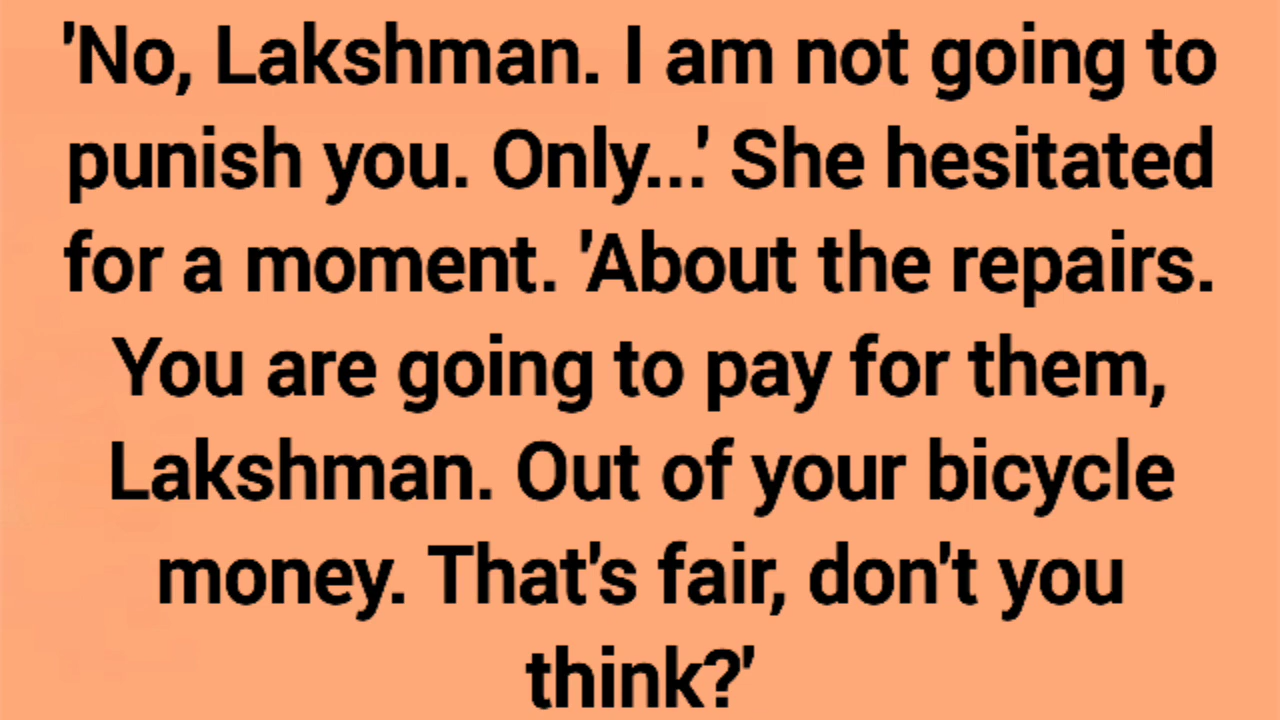 'No, Lakshman. I am not going to
punish you. Only...' She hesitated
for a moment. 'About the repairs.
You are going to pay for them,
Lakshman. Out of your bicycle
money. That's fair, don't you
think?'